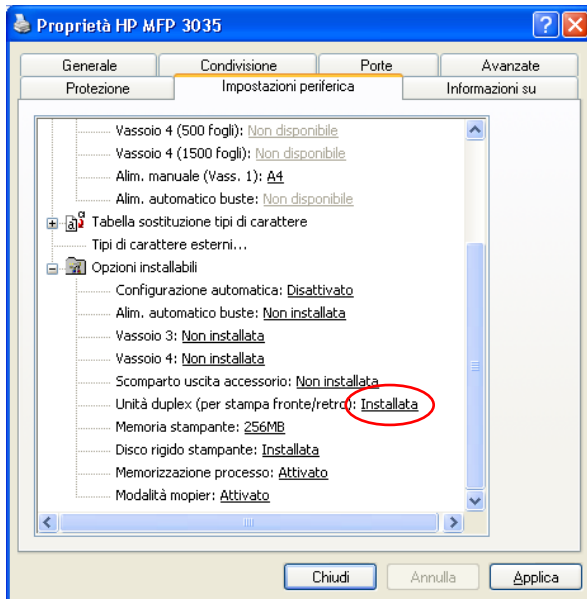 Proprietà HP MFP 3035
Generale Condivisione Porte Avanzate
Protezione Impostazioni periferica Informazioni su
Vassoio 4 (500 fogli): Non disponibile
Vassoio 4 (1500 fogli): Non disponibile
Alim. manuale (Vass. 1): A4
Alim. automatico buste: Non disponibile
Tabella sostituzione tipi di carattere
Tipi di carattere esterni...
Opzioni installabili
Configurazione automatica: Disattivato
Alim. automatico buste: Non installata
Vassoio 3: Non installata
Vassoio 4: Non installata
Scomparto uscita accessorio: Non installata
Unità duplex (per stampa fronte/retro): Installata
Memoria stampante: 256MB
Disco rigido stampante: Installata
Memorizzazione processo: Attivato
Modalità mopier: Attivato
Chiudi Annulla Applica